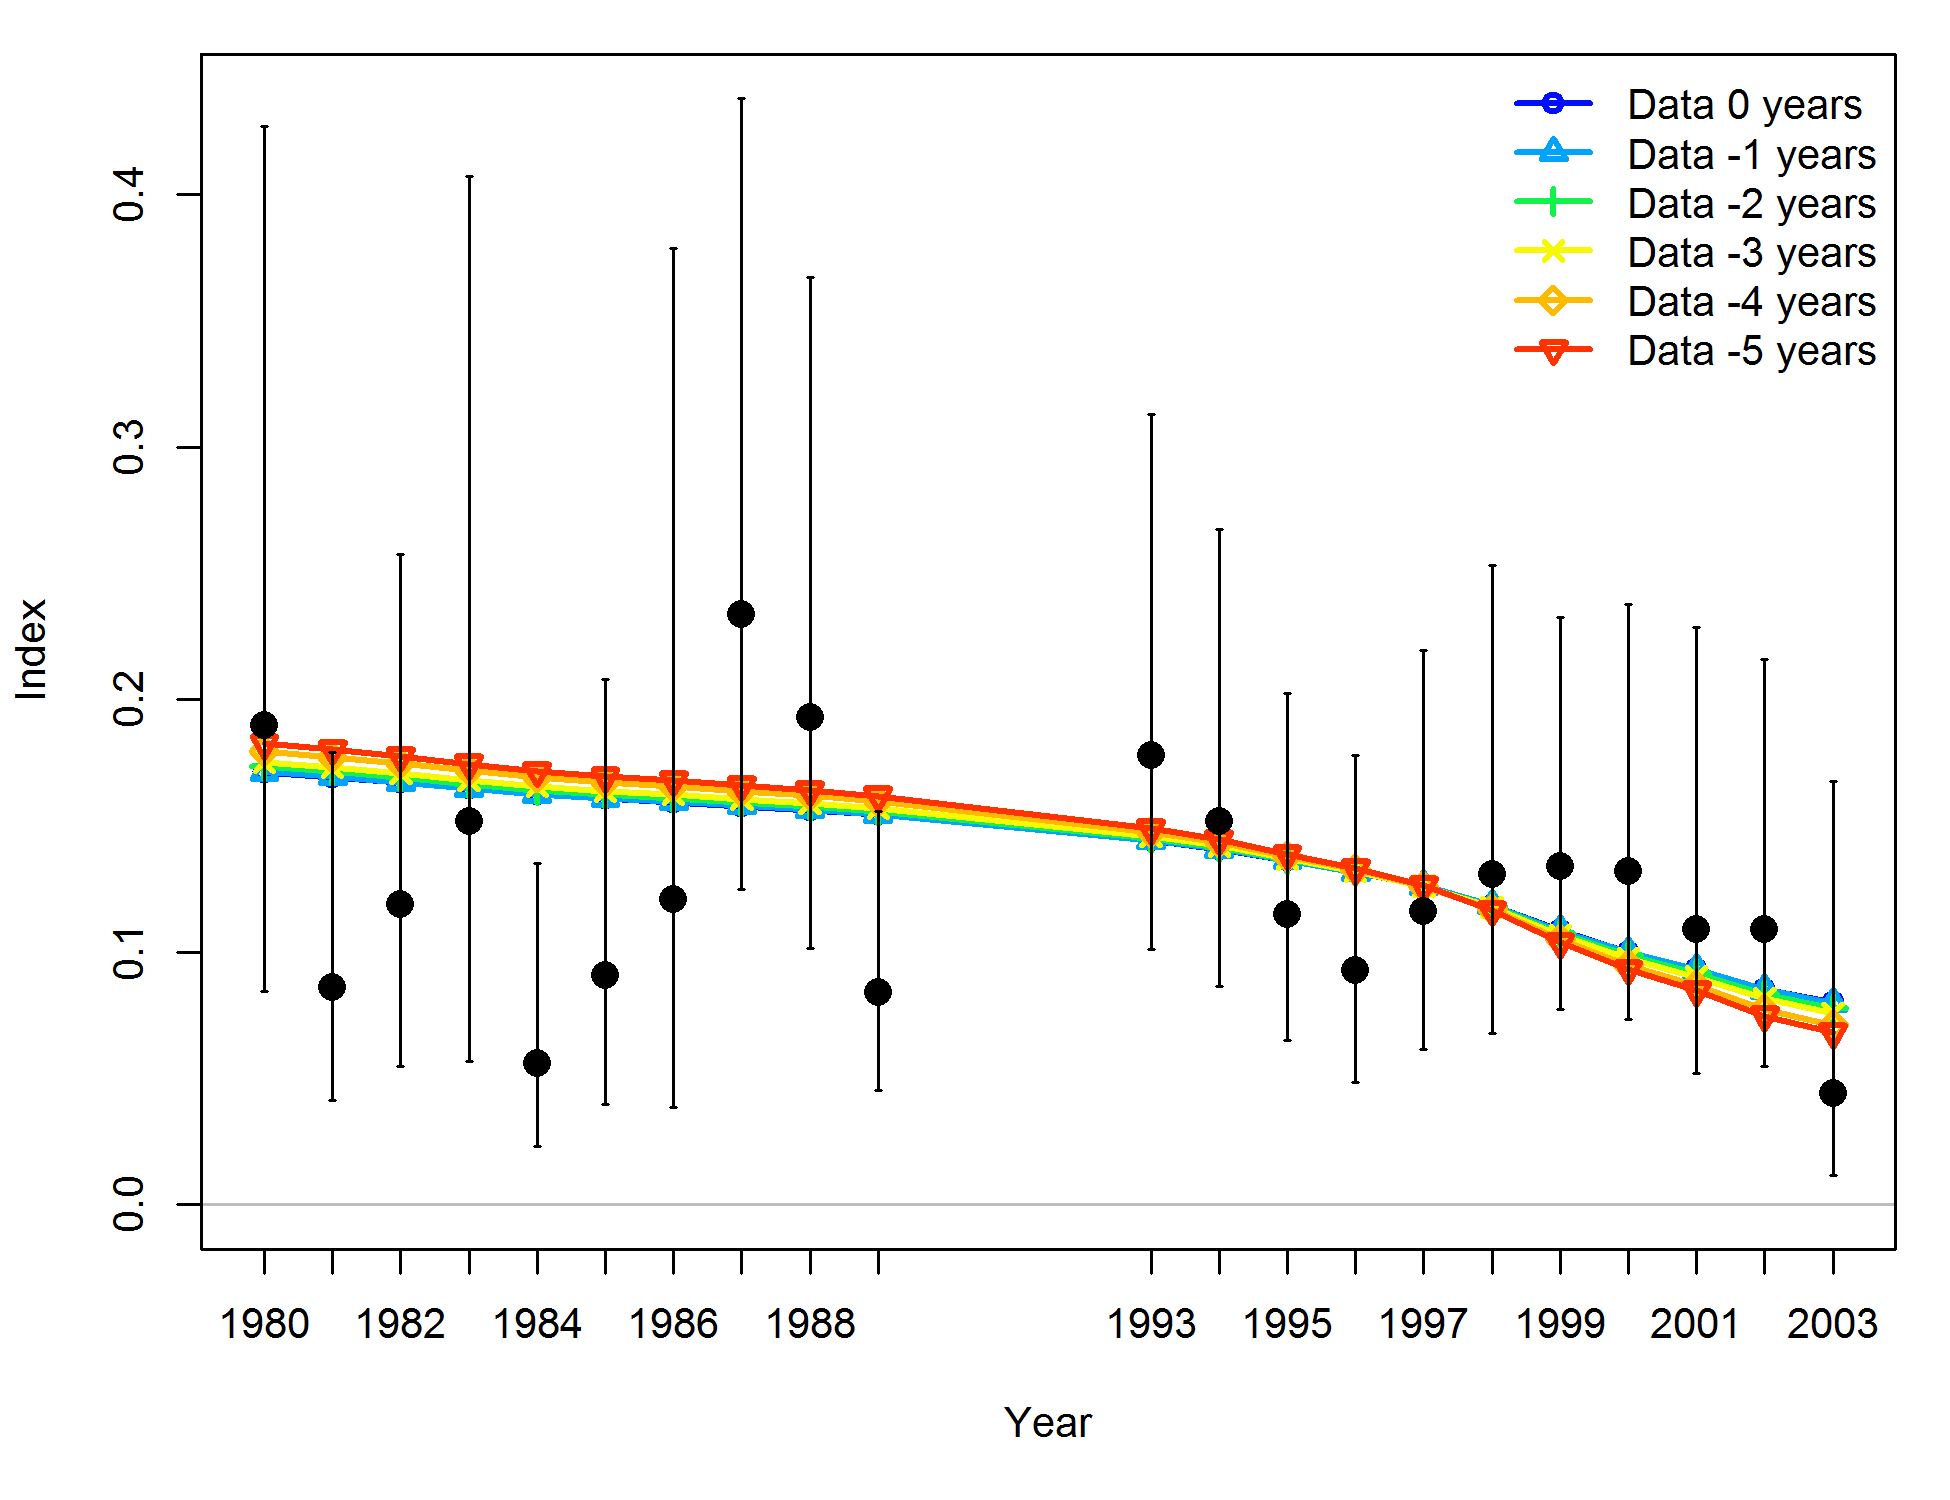 Data 0 years
Data -1 years
Data -2 years
Data -3 years
Data -4 years
Data -5 years
0.4
0.3
0.2
0.1
0.0
Index
1980 1982 1984 1986 1988 1993 1995 1997 1999 2001 2003
Year